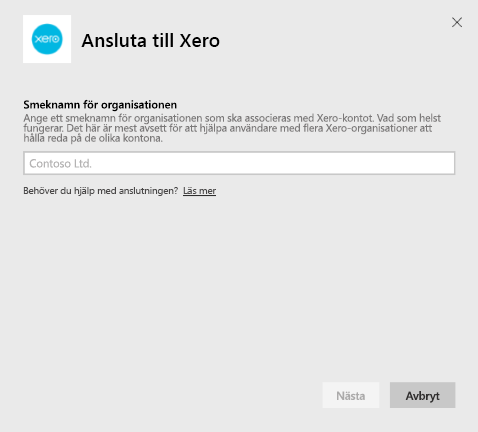 xero
Ansluta till Xero
Smeknamn för organisationen
Ange ett smeknamn för organisationen som ska associeras med Xero-kontot. Vad som helst
fungerar. Det här är mest avsett för att hjälpa användare med flera Xero-organisationer att
hålla reda på de olika kontona.
Contoso Ltd.
Behöver du hjälp med anslutningen? Läs mer
Nästa Avbryt